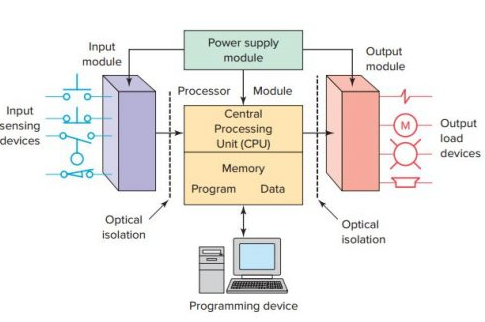 Power supply
module
Input
module
Output
module
Processor Module
Input
sensing
devices
Central
Processing
Unit (CPU)
Memory
Program Data
M
Output
load
devices
Optical
isolation
Optical
isolation
Programming device